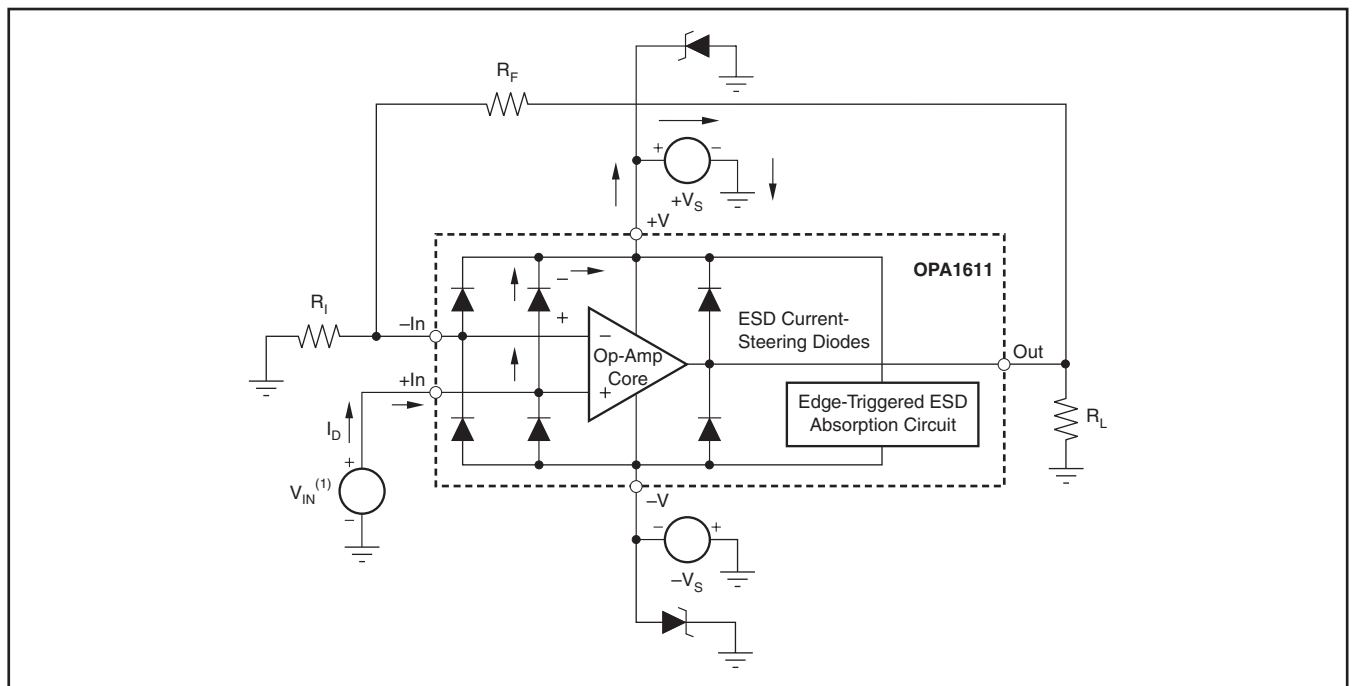 R_F
+ −
+V_S
+V
OPA1611
−
+
R_I
−In
−
Op-Amp
Core
ESD Current-
Steering Diodes
Out
+In
+
Edge-Triggered ESD
Absorption Circuit
R_L
I_D
+
V_IN^(1)
−
−V
− +
−V_S